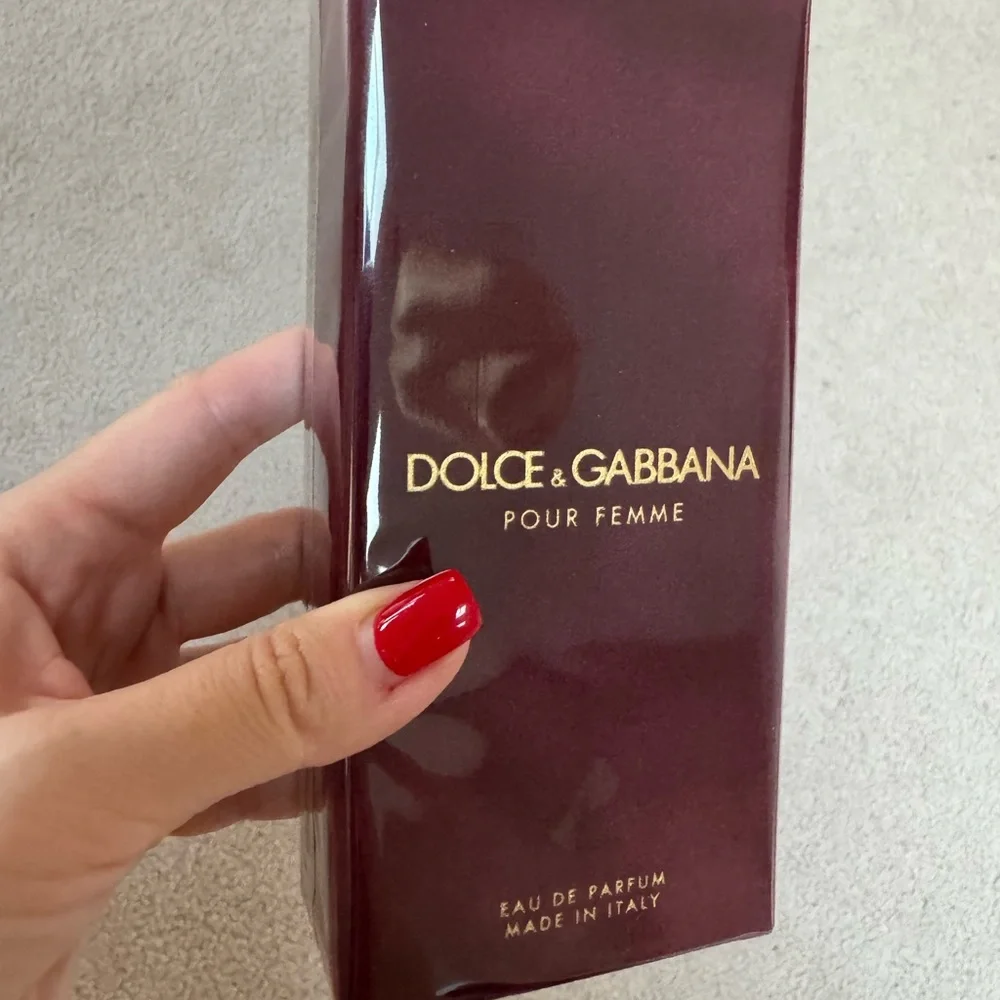 DOLCE & GABBANA
POUR FEMME
EAU DE PARFUM
MADE IN ITALY